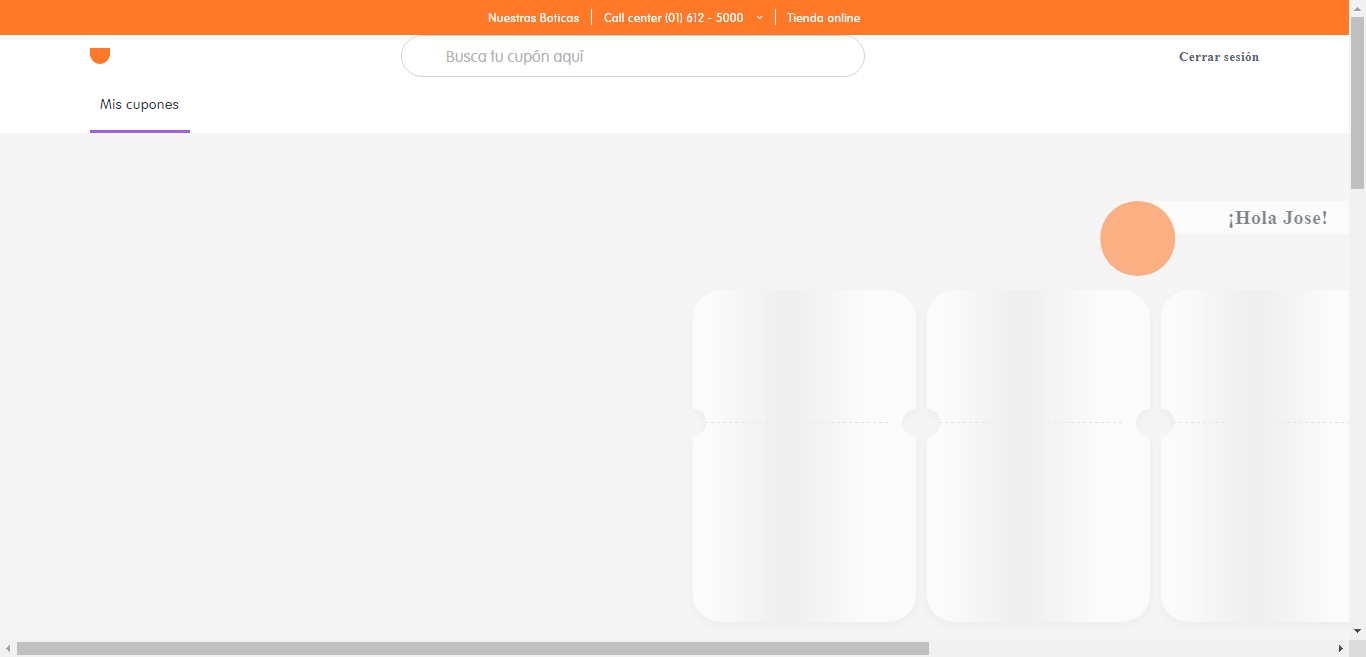 Nuestras Boticas Call center (01) 612 - 5000 Tienda online
Busca tu cupón aquí
Cerrar sesión
Mis cupones
¡Hola Jose!